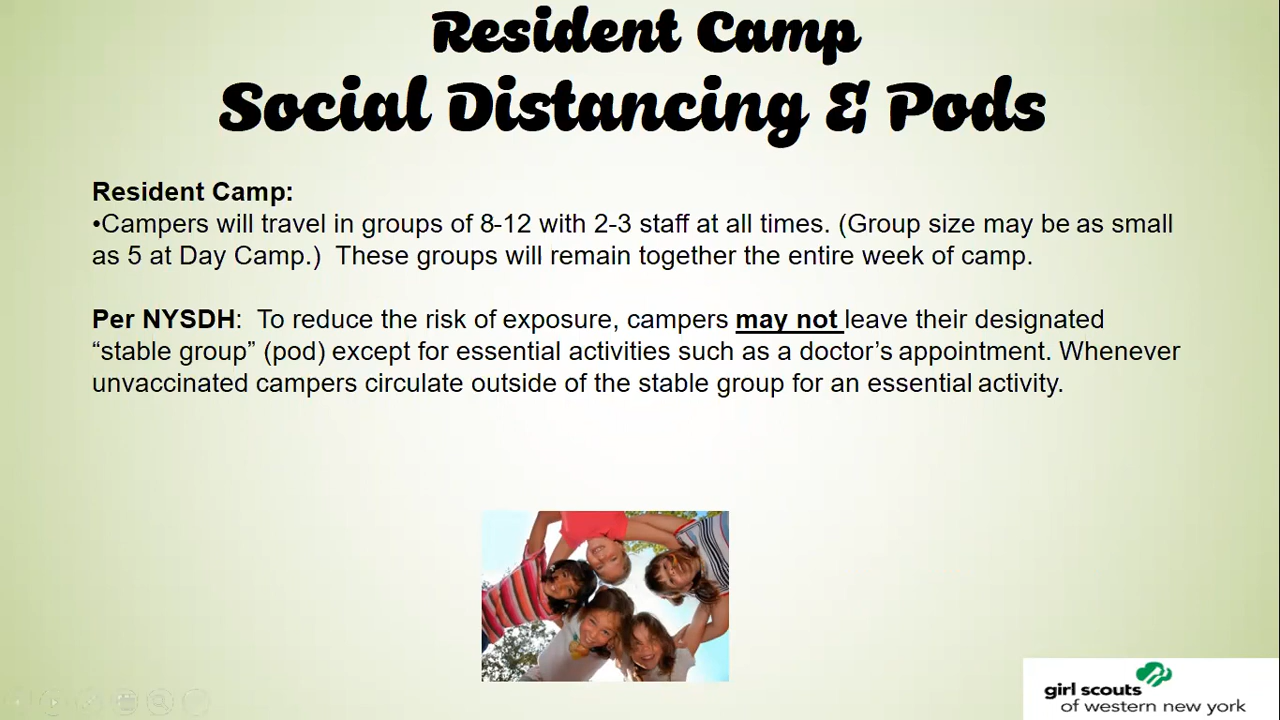 Resident Camp
Social Distancing & Pods
Resident Camp:
•Campers will travel in groups of 8-12 with 2-3 staff at all times. (Group size may be as small
as 5 at Day Camp.)  These groups will remain together the entire week of camp.
Per NYSDH:  To reduce the risk of exposure, campers may not leave their designated
“stable group” (pod) except for essential activities such as a doctor’s appointment. Whenever
unvaccinated campers circulate outside of the stable group for an essential activity.
girl scouts
of western new york